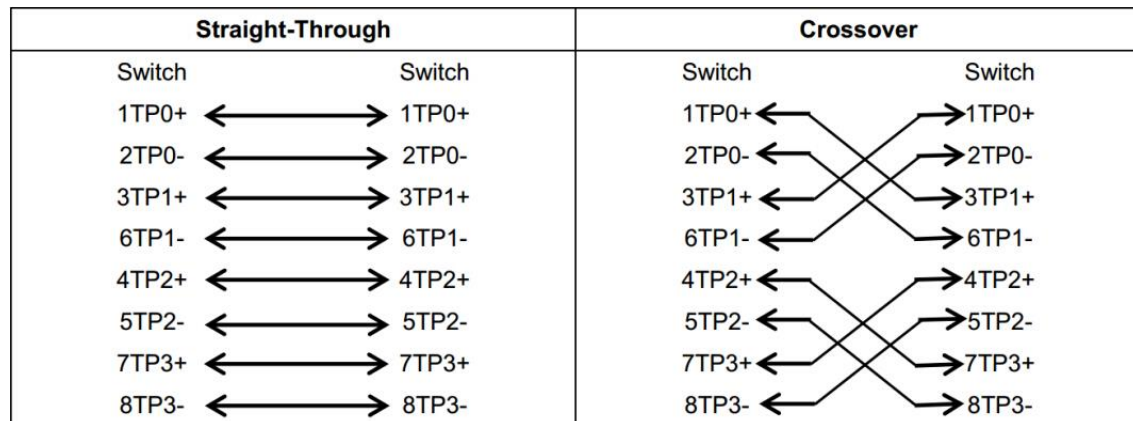 Straight-Through Crossover
Switch Switch Switch Switch
1TP0+ 1TP0+ 1TP0+ 1TP0+
2TP0- 2TP0- 2TP0- 2TP0-
3TP1+ 3TP1+ 3TP1+ 3TP1+
6TP1- 6TP1- 6TP1- 6TP1-
4TP2+ 4TP2+ 4TP2+ 4TP2+
5TP2- 5TP2- 5TP2- 5TP2-
7TP3+ 7TP3+ 7TP3+ 7TP3+
8TP3- 8TP3- 8TP3- 8TP3-